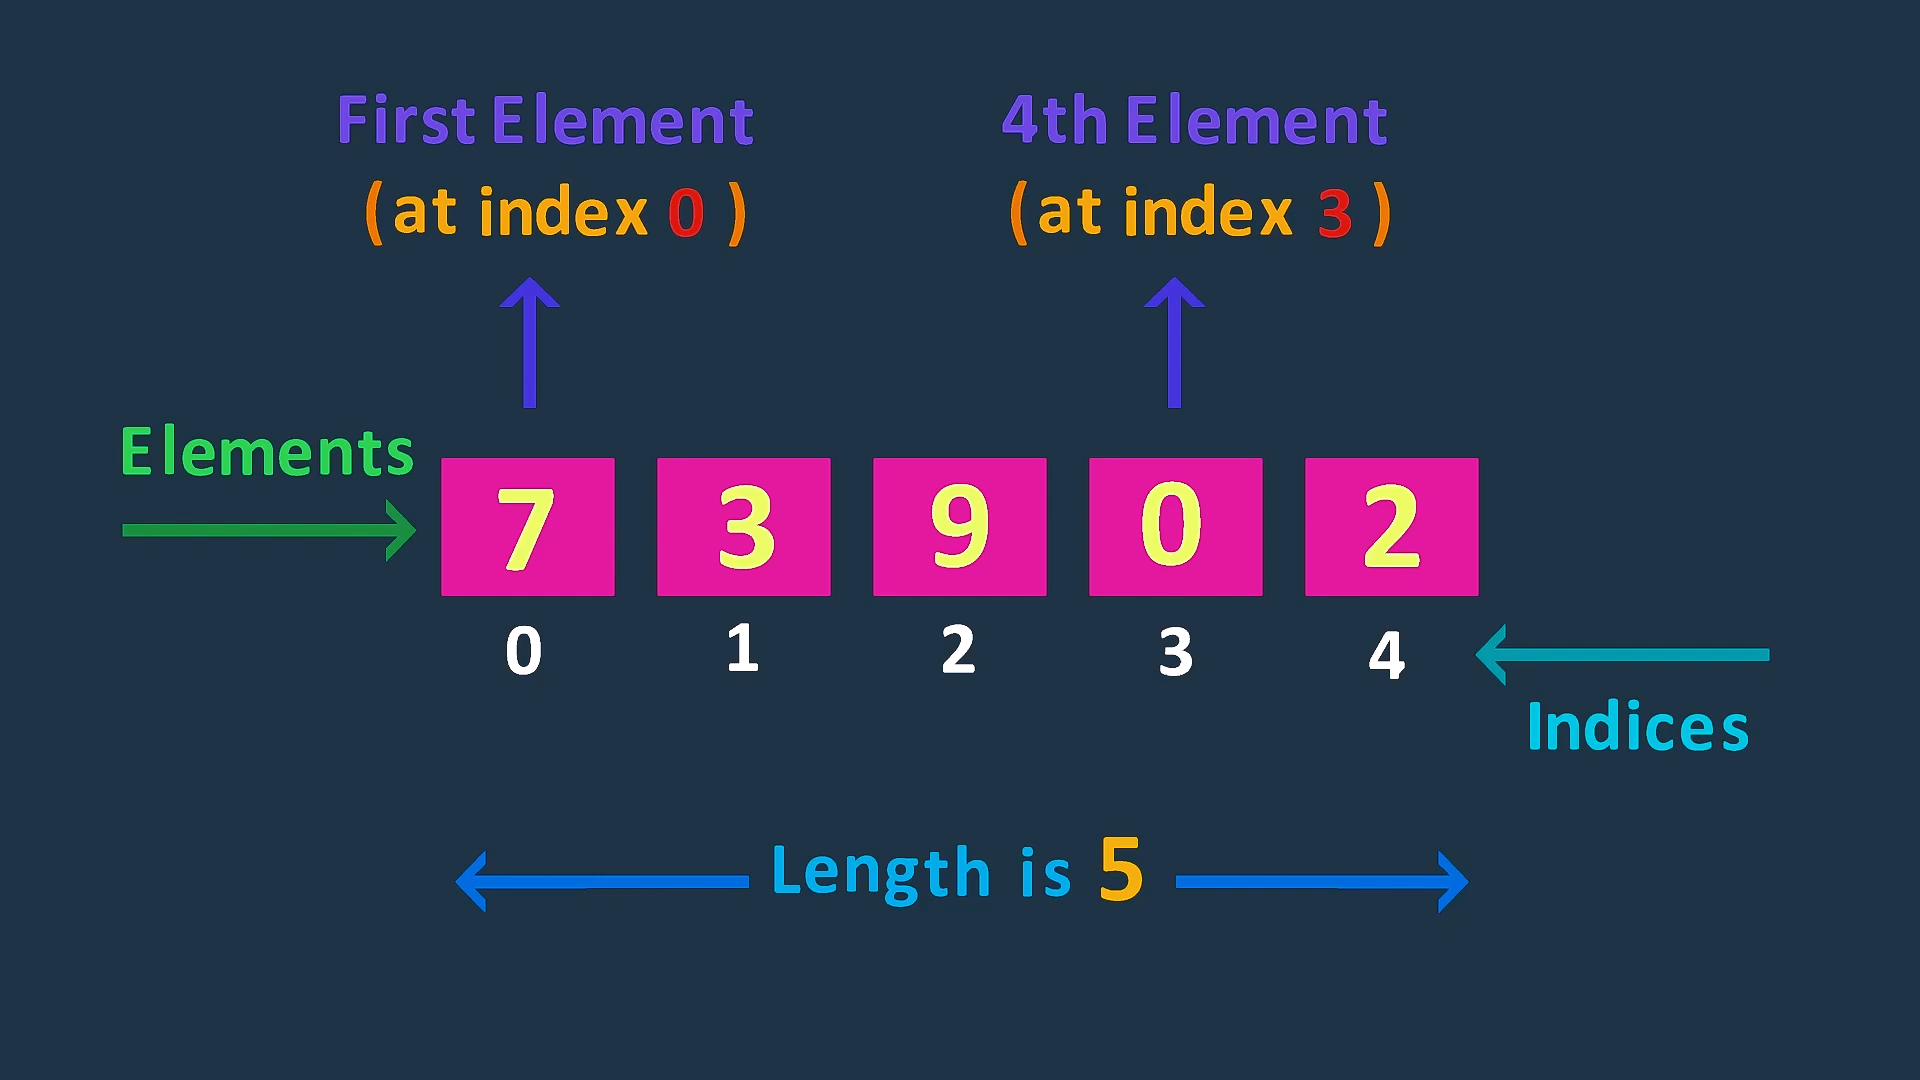 First Element
(at index 0 )
4th Element
(at index 3 )
Elements
7 3 9 0 2
0 1 2 3 4
Indices
Length is 5